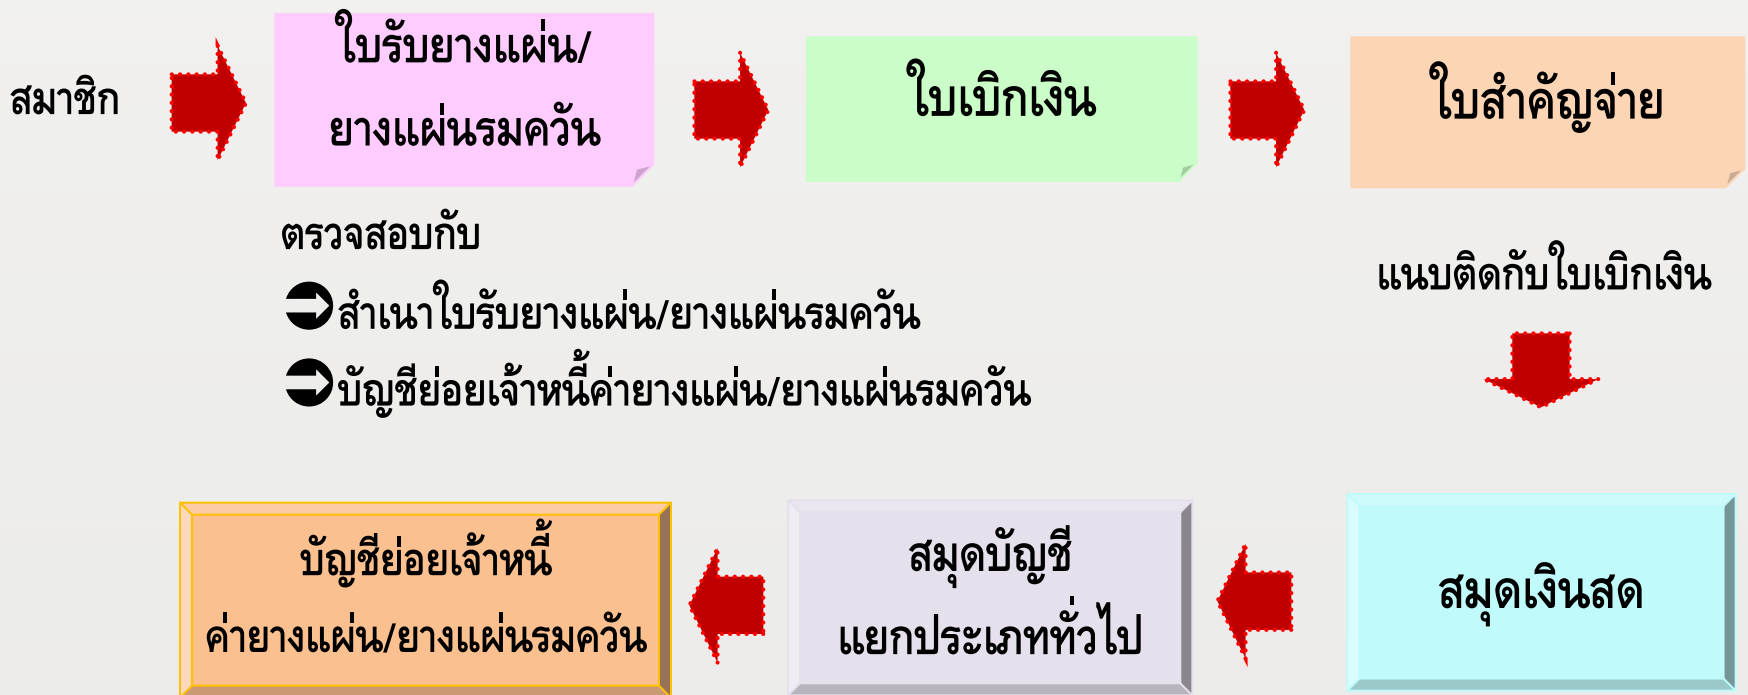 สมาชิก
ใบรับยางแผ่น/
ยางแผ่นรมควัน
ใบเบิกเงิน
ใบสำคัญจ่าย
ตรวจสอบกับ
สำเนาใบรับยางแผ่น/ยางแผ่นรมควัน
บัญชีย่อยเจ้าหนี้ค่ายางแผ่น/ยางแผ่นรมควัน
แนบติดกับใบเบิกเงิน
บัญชีย่อยเจ้าหนี้
ค่ายางแผ่น/ยางแผ่นรมควัน
สมุดบัญชี
แยกประเภททั่วไป
สมุดเงินสด